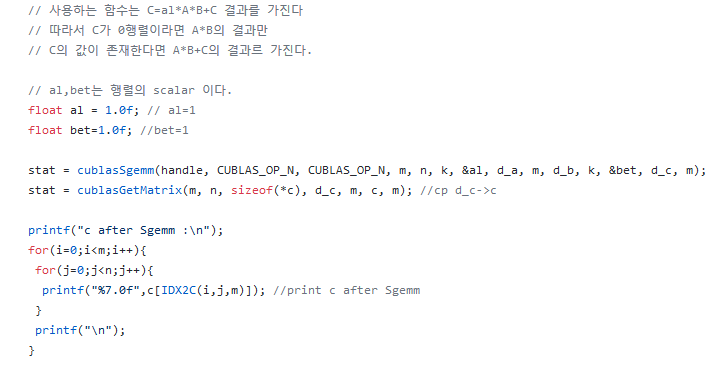 // 사용하는 함수는 C=al*A*B+C 결과를 가진다
// 따라서 C가 0행렬이라면 A*B의 결과만
// C의 값이 존재한다면 A*B+C의 결과르 가진다.
// al,bet는 행렬의 scalar 이다.
float al = 1.0f; // al=1
float bet=1.0f; //bet=1
stat = cublasSgemm(handle, CUBLAS_OP_N, CUBLAS_OP_N, m, n, k, &al, d_a, m, d_b, k, &bet, d_c, m);
stat = cublasGetMatrix(m, n, sizeof(*c), d_c, m, c, m); //cp d_c->c
printf("c after Sgemm :\n");
for(i=0;i<m;i++){
for(j=0;j<n;j++){
printf("%7.0f",c[IDX2C(i,j,m)]); //print c after Sgemm
}
printf("\n");
}